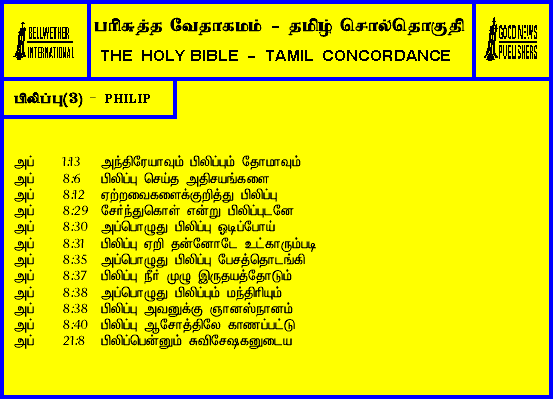 BELLWETHER
INTERNATIONAL
பரிசுத்த வேதாகமம் - தமிழ் சொல்தொகுதி
THE HOLY BIBLE - TAMIL CONCORDANCE
GOOD NEWS
PUBLISHERS
பிலிப்பு(3) - PHILIP
அப் 1:13 அந்திரேயாவும் பிலிப்பும் தோமாவும்
அப் 8:6 பிலிப்பு செய்த அதிசயங்களை
அப் 8:12 ஏற்றவைகளைக்குறித்து பிலிப்பு
அப் 8:29 சேர்ந்துகொள் என்று பிலிப்புடனே
அப் 8:30 அப்பொழுது பிலிப்பு ஓடிப்போய்
அப் 8:31 பிலிப்பு ஏறி தன்னோடே உட்காரும்படி
அப் 8:35 அப்பொழுது பிலிப்பு பேசத்தொடங்கி
அப் 8:37 பிலிப்பு நீர் முழு இருதயத்தோடும்
அப் 8:38 அப்பொழுது பிலிப்பும் மந்திரியும்
அப் 8:38 பிலிப்பு அவனுக்கு ஞானஸ்நானம்
அப் 8:40 பிலிப்பு ஆசோத்திலே காணப்பட்டு
அப் 21:8 பிலிப்பென்னும் சுவிசேஷகனுடைய